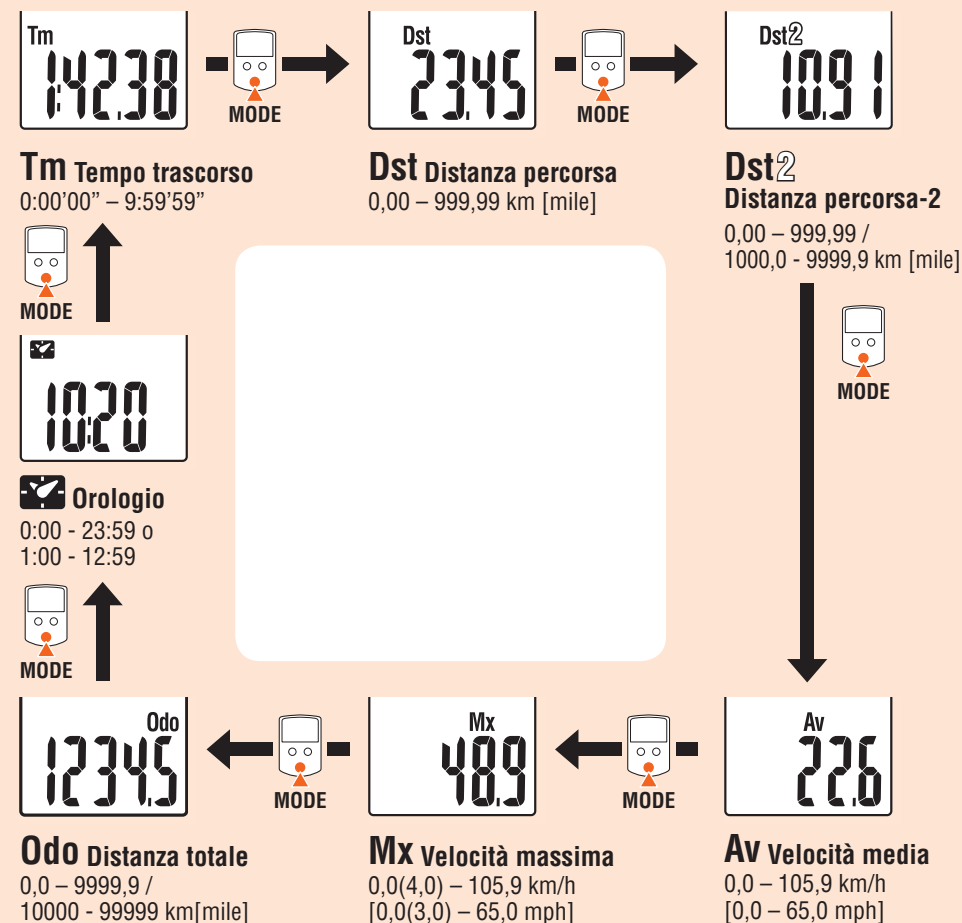 Tm
1:42.38
MODE
Dst
23.45
MODE
Dst2
10.91
Tm Tempo trascorso
0:00'00” – 9:59'59”
Dst Distanza percorsa
0,00 – 999,99 km [mile]
Dst2
Distanza percorsa-2
0,00 – 999,99 /
1000,0 - 9999,9 km [mile]
MODE
MODE
10:20
Orologio
0:00 - 23:59 o
1:00 - 12:59
MODE
Odo
1234.5
MODE
Mx
48.9
MODE
Av
22.6
Odo Distanza totale
0,0 – 9999,9 /
10000 - 99999 km[mile]
Mx Velocità massima
0,0(4,0) – 105,9 km/h
[0,0(3,0) – 65,0 mph]
Av Velocità media
0,0 – 105,9 km/h
[0,0 – 65,0 mph]